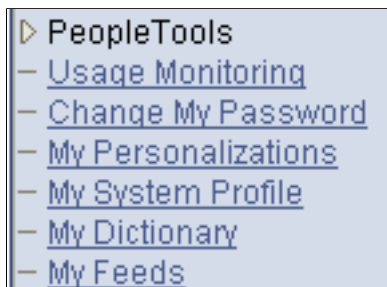 PeopleTools
Usage Monitoring
Change My Password
My Personalizations
My System Profile
My Dictionary
My Feeds